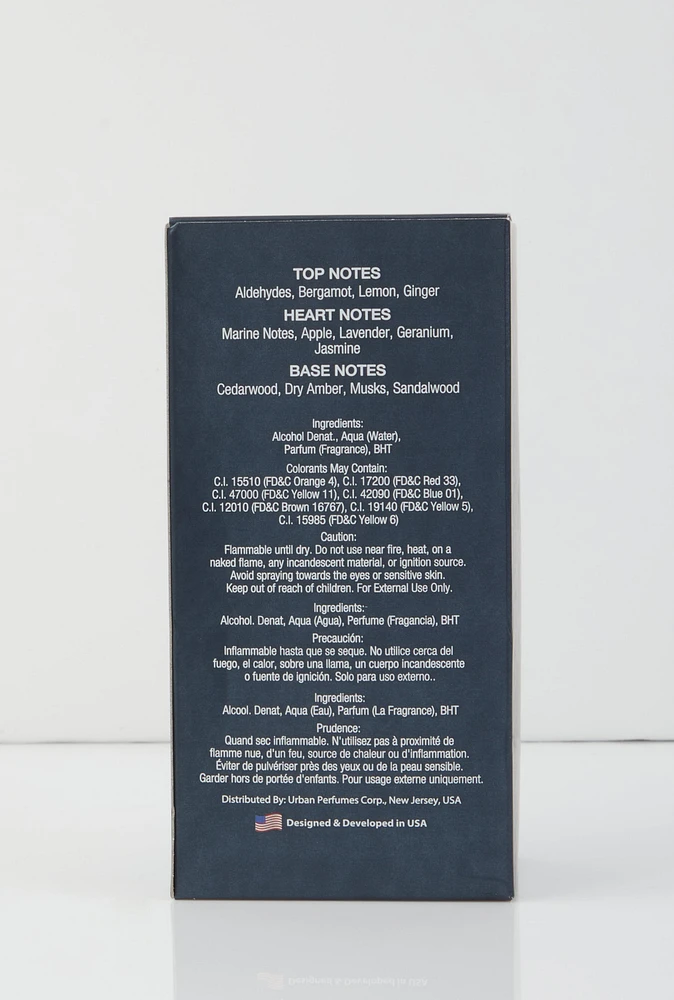 TOP NOTES
Aldehydes, Bergamot, Lemon, Ginger
HEART NOTES
Marine Notes, Apple, Lavender, Geranium,
Jasmine
BASE NOTES
Cedarwood, Dry Amber, Musks, Sandalwood
Ingredients:
Alcohol Denat., Aqua (Water),
Parfum (Fragrance), BHT
Colorants May Contain:
C.I. 15510 (FD&C Orange 4), C.I. 17200 (FD&C Red 33),
C.I. 47000 (FD&C Yellow 11), C.I. 42090 (FD&C Blue 01),
C.I. 12010 (FD&C Brown 16767), C.I. 19140 (FD&C Yellow 5),
C.I. 15985 (FD&C Yellow 6)
Caution:
Flammable until dry. Do not use near fire, heat, on a
naked flame, any incandescent material, or ignition source.
Avoid spraying towards the eyes or sensitive skin.
Keep out of reach of children. For External Use Only.
Ingredients:
Alcohol. Denat, Aqua (Agua), Perfume (Fragancia), BHT
Precaución:
Inflammable hasta que se seque. No utilice cerca del
fuego, el calor, sobre una llama, un cuerpo incandescente
o fuente de ignición. Solo para uso externo..
Ingredients:
Alcool. Denat, Aqua (Eau), Parfum (La Fragrance), BHT
Prudence:
Quand sec inflammable. N'utilisez pas à proximité de
flamme nue, d'un feu, source de chaleur ou d'inflammation.
Éviter de pulvériser près des yeux ou de la peau sensible.
Garder hors de portée d'enfants. Pour usage externe uniquement.
Distributed By: Urban Perfumes Corp., New Jersey, USA
Designed & Developed in USA